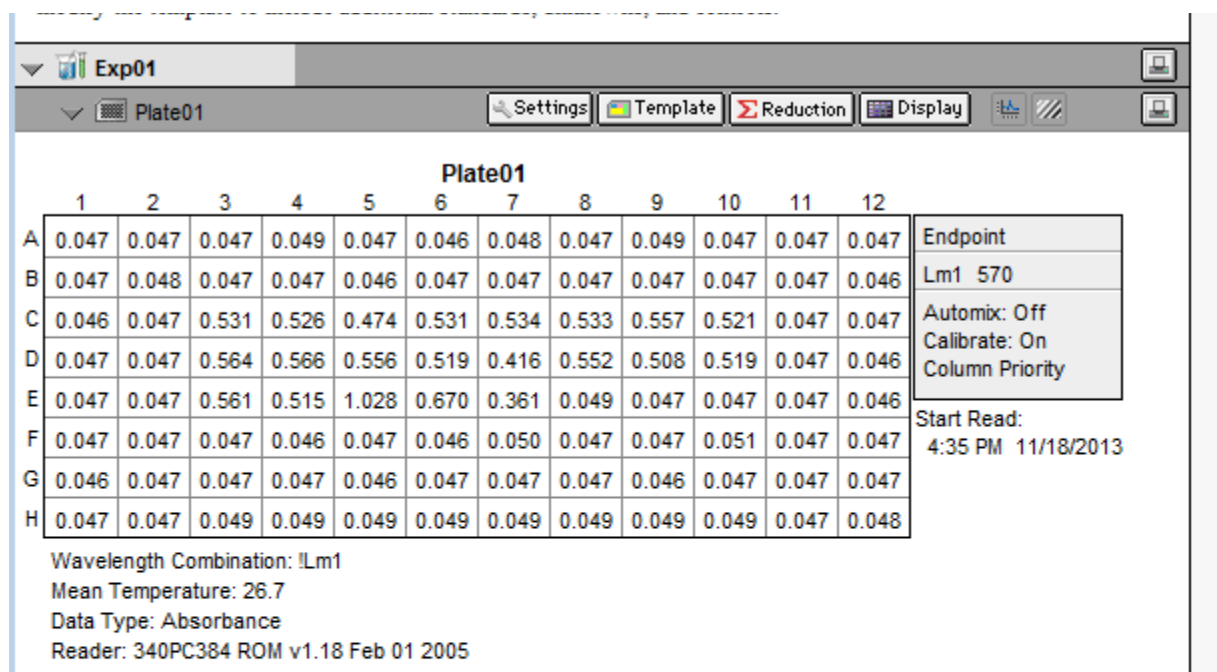 Exp01
Plate01
Settings Template Reduction Display
Plate01
1 2 3 4 5 6 7 8 9 10 11 12
A 0.047 0.047 0.047 0.049 0.047 0.046 0.048 0.047 0.049 0.047 0.047 0.047
B 0.047 0.048 0.047 0.047 0.046 0.047 0.047 0.047 0.047 0.047 0.047 0.046
C 0.046 0.047 0.531 0.526 0.474 0.531 0.534 0.533 0.557 0.521 0.047 0.047
D 0.047 0.047 0.564 0.566 0.556 0.519 0.416 0.552 0.508 0.519 0.047 0.046
E 0.047 0.047 0.561 0.515 1.028 0.670 0.361 0.049 0.047 0.047 0.047 0.046
F 0.047 0.047 0.047 0.046 0.047 0.046 0.050 0.047 0.047 0.051 0.047 0.047
G 0.046 0.047 0.047 0.047 0.046 0.047 0.047 0.047 0.046 0.047 0.047 0.047
H 0.047 0.047 0.049 0.049 0.049 0.049 0.049 0.049 0.049 0.049 0.047 0.048
Endpoint
Lm1 570
Automix: Off
Calibrate: On
Column Priority
Start Read:
4:35 PM 11/18/2013
Wavelength Combination: !Lm1
Mean Temperature: 26.7
Data Type: Absorbance
Reader: 340PC384 ROM v1.18 Feb 01 2005